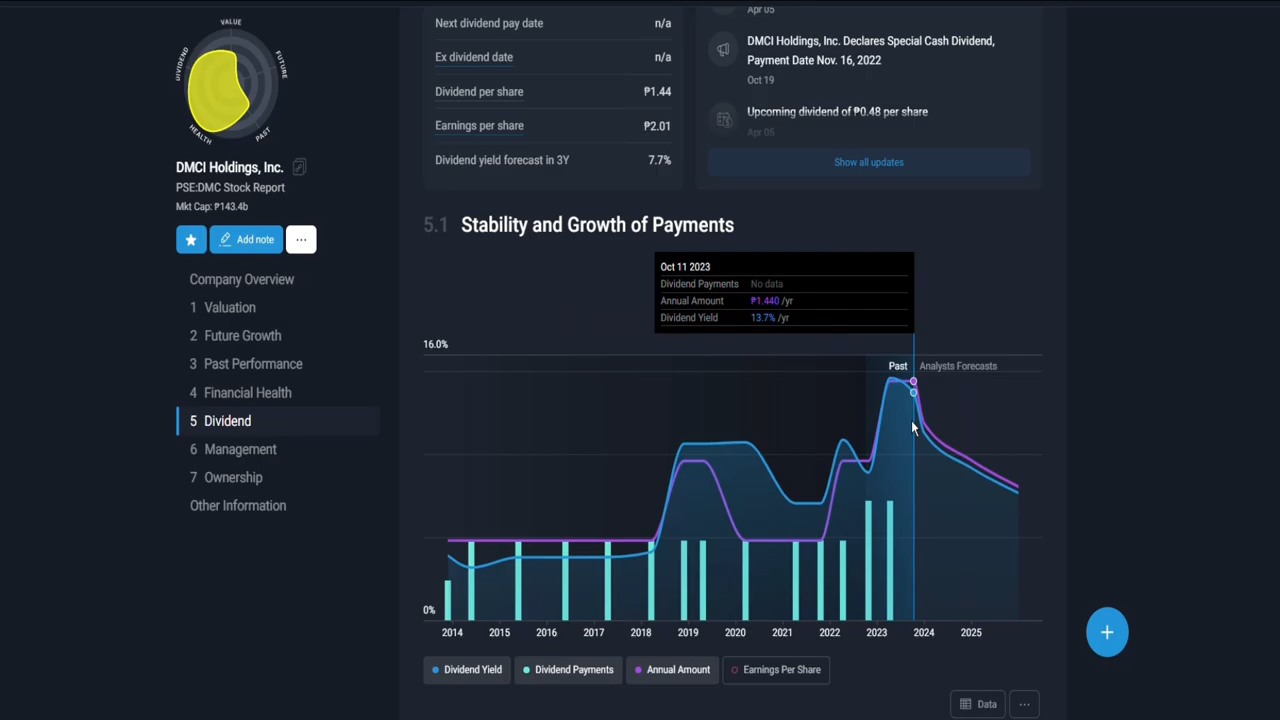 VALUE
FUTURE
PAST
HEALTH
DIVIDEND
DMCI Holdings, Inc.
PSE:DMC Stock Report
Mkt Cap: ₱143.4b
Add note
Company Overview
1 Valuation
2 Future Growth
3 Past Performance
4 Financial Health
5 Dividend
6 Management
7 Ownership
Other Information
Next dividend pay date n/a
Ex dividend date n/a
Dividend per share ₱1.44
Earnings per share ₱2.01
Dividend yield forecast in 3Y 7.7%
Apr 05
DMCI Holdings, Inc. Declares Special Cash Dividend,
Payment Date Nov. 16, 2022
Oct 19
Upcoming dividend of ₱0.48 per share
Apr 05
Show all updates
5.1 Stability and Growth of Payments
Oct 11 2023
Dividend Payments No data
Annual Amount ₱1.440 /yr
Dividend Yield 13.7% /yr
16.0%
Past Analysts Forecasts
0%
2014 2015 2016 2017 2018 2019 2020 2021 2022 2023 2024 2025
Dividend Yield Dividend Payments Annual Amount Earnings Per Share
Data